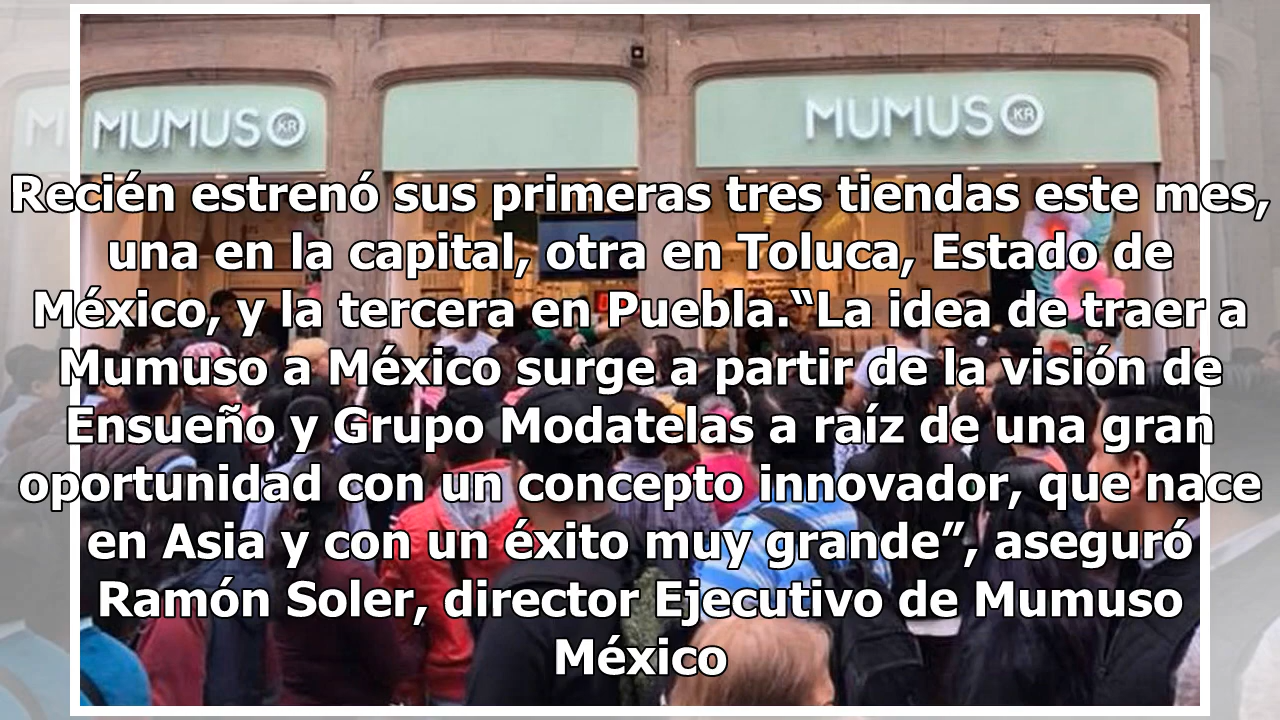 MUMUSO KR
MUMUSO .KR
Recién estrenó sus primeras tres tiendas este mes,
una en la capital, otra en Toluca, Estado de
México, y la tercera en Puebla.“La idea de traer a
Mumuso a México surge a partir de la visión de
Ensueño y Grupo Modatelas a raíz de una gran
oportunidad con un concepto innovador, que nace
en Asia y con un éxito muy grande”, aseguró
Ramón Soler, director Ejecutivo de Mumuso
México